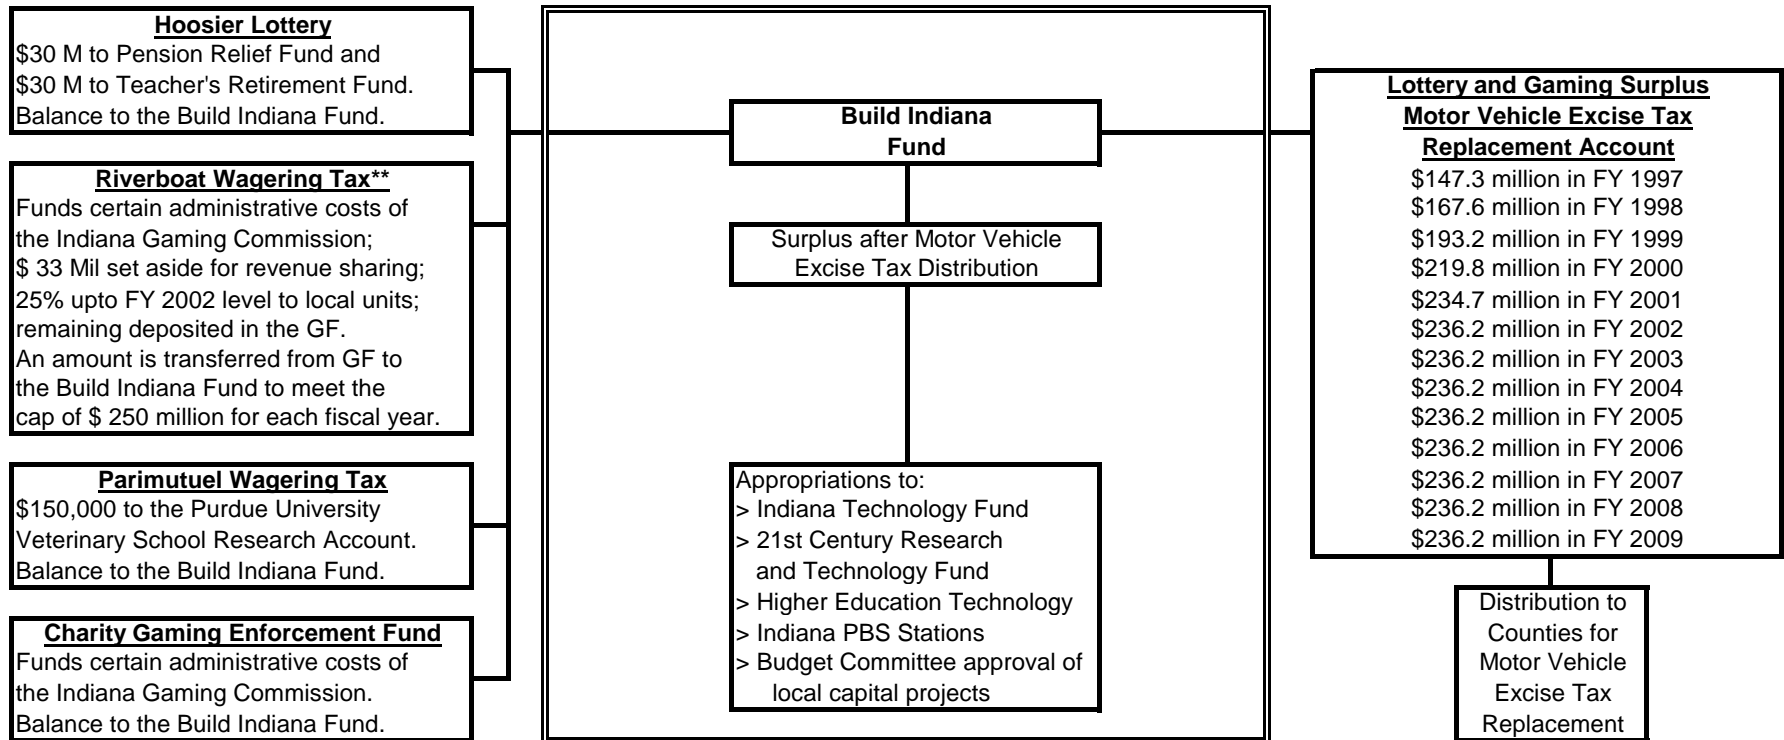 Hoosier Lottery
$30 M to Pension Relief Fund and
$30 M to Teacher's Retirement Fund.
Balance to the Build Indiana Fund.
Riverboat Wagering Tax**
Funds certain administrative costs of
the Indiana Gaming Commission;
$ 33 Mil set aside for revenue sharing;
25% upto FY 2002 level to local units;
remaining deposited in the GF.
An amount is transferred from GF to
the Build Indiana Fund to meet the
cap of $ 250 million for each fiscal year.
Parimutuel Wagering Tax
$150,000 to the Purdue University
Veterinary School Research Account.
Balance to the Build Indiana Fund.
Charity Gaming Enforcement Fund
Funds certain administrative costs of
the Indiana Gaming Commission.
Balance to the Build Indiana Fund.
Build Indiana
Fund
Surplus after Motor Vehicle
Excise Tax Distribution
Appropriations to:
> Indiana Technology Fund
> 21st Century Research
and Technology Fund
> Higher Education Technology
> Indiana PBS Stations
> Budget Committee approval of
local capital projects
Lottery and Gaming Surplus
Motor Vehicle Excise Tax
Replacement Account
$147.3 million in FY 1997
$167.6 million in FY 1998
$193.2 million in FY 1999
$219.8 million in FY 2000
$234.7 million in FY 2001
$236.2 million in FY 2002
$236.2 million in FY 2003
$236.2 million in FY 2004
$236.2 million in FY 2005
$236.2 million in FY 2006
$236.2 million in FY 2007
$236.2 million in FY 2008
$236.2 million in FY 2009
Distribution to
Counties for
Motor Vehicle
Excise Tax
Replacement